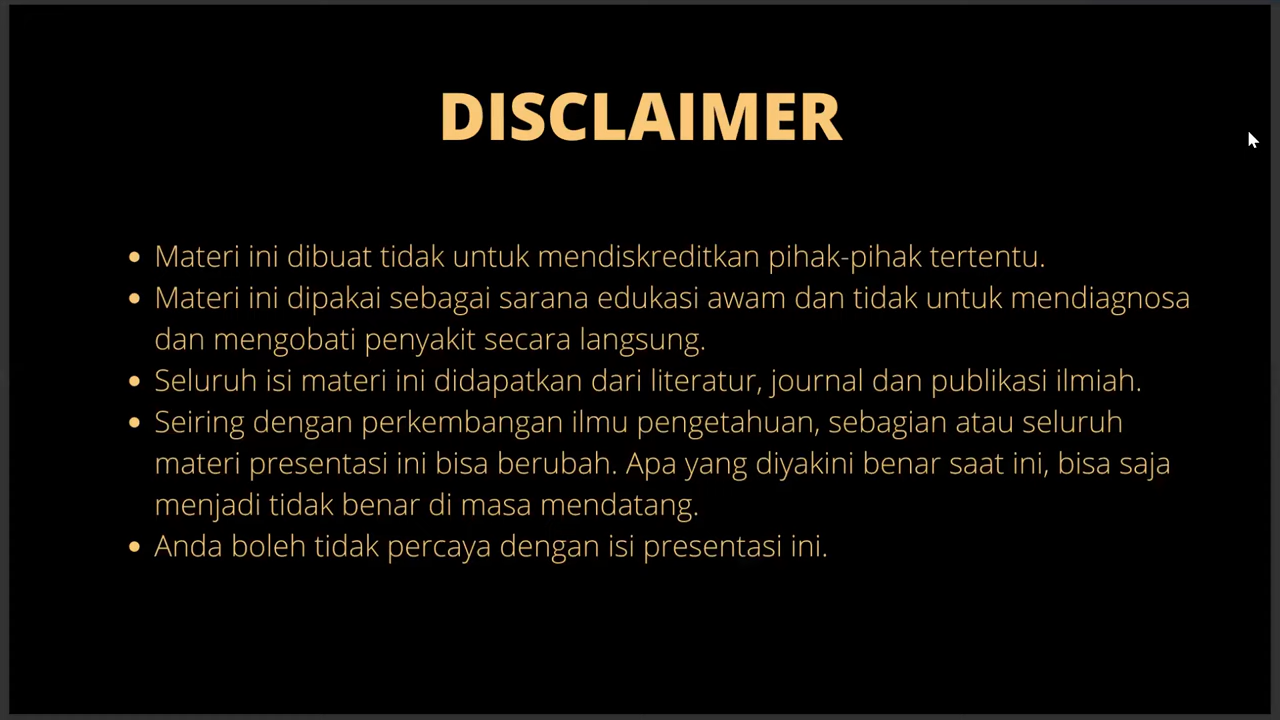 DISCLAIMER
• Materi ini dibuat tidak untuk mendiskreditkan pihak-pihak tertentu.
• Materi ini dipakai sebagai sarana edukasi awam dan tidak untuk mendiagnosa
dan mengobati penyakit secara langsung.
• Seluruh isi materi ini didapatkan dari literatur, journal dan publikasi ilmiah.
• Seiring dengan perkembangan ilmu pengetahuan, sebagian atau seluruh
materi presentasi ini bisa berubah. Apa yang diyakini benar saat ini, bisa saja
menjadi tidak benar di masa mendatang.
• Anda boleh tidak percaya dengan isi presentasi ini.